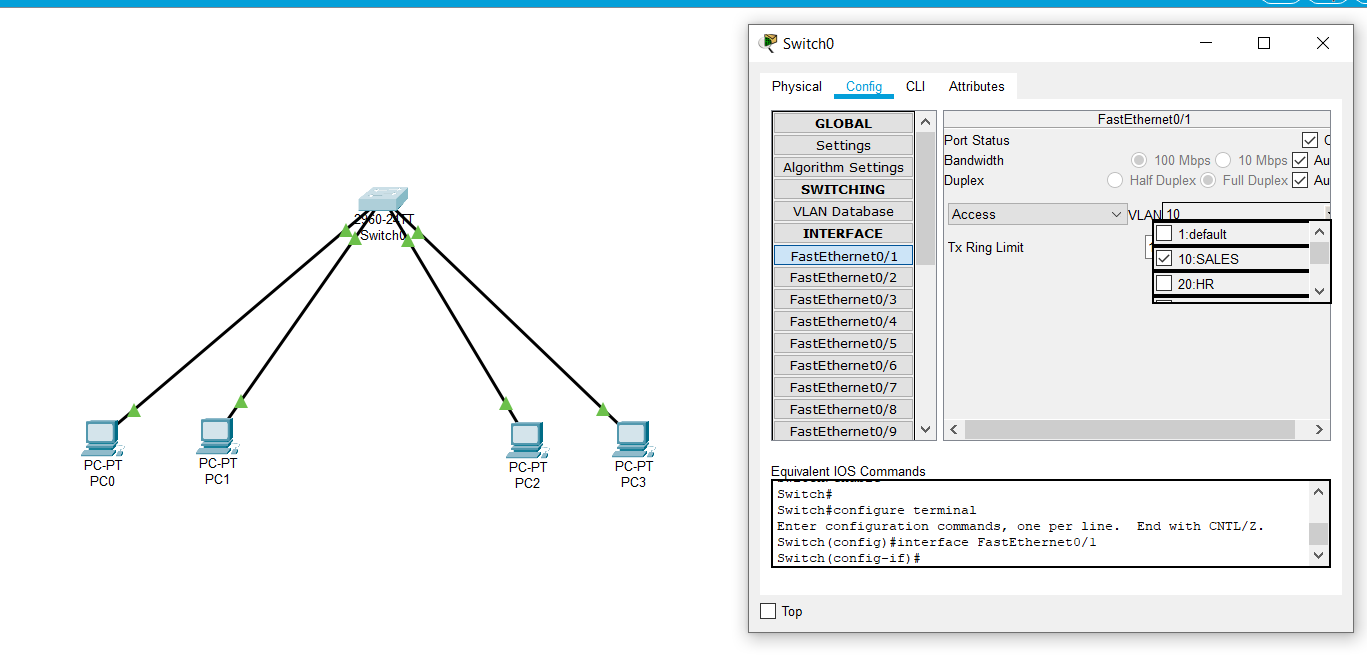 2960-24TT
Switch0
PC-PT
PC0
PC-PT
PC1
PC-PT
PC2
PC-PT
PC3
Switch0
Physical Config CLI Attributes
GLOBAL
Settings
Algorithm Settings
SWITCHING
VLAN Database
INTERFACE
FastEthernet0/1
FastEthernet0/2
FastEthernet0/3
FastEthernet0/4
FastEthernet0/5
FastEthernet0/6
FastEthernet0/7
FastEthernet0/8
FastEthernet0/9
FastEthernet0/1
Port Status
Bandwidth 100 Mbps 10 Mbps Au
Duplex Half Duplex Full Duplex Au
Access VLAN 10
1:default
Tx Ring Limit
10:SALES
20:HR
Equivalent IOS Commands
Switch#
Switch#configure terminal
Enter configuration commands, one per line. End with CNTL/Z.
Switch(config)#interface FastEthernet0/1
Switch(config-if)#
Top